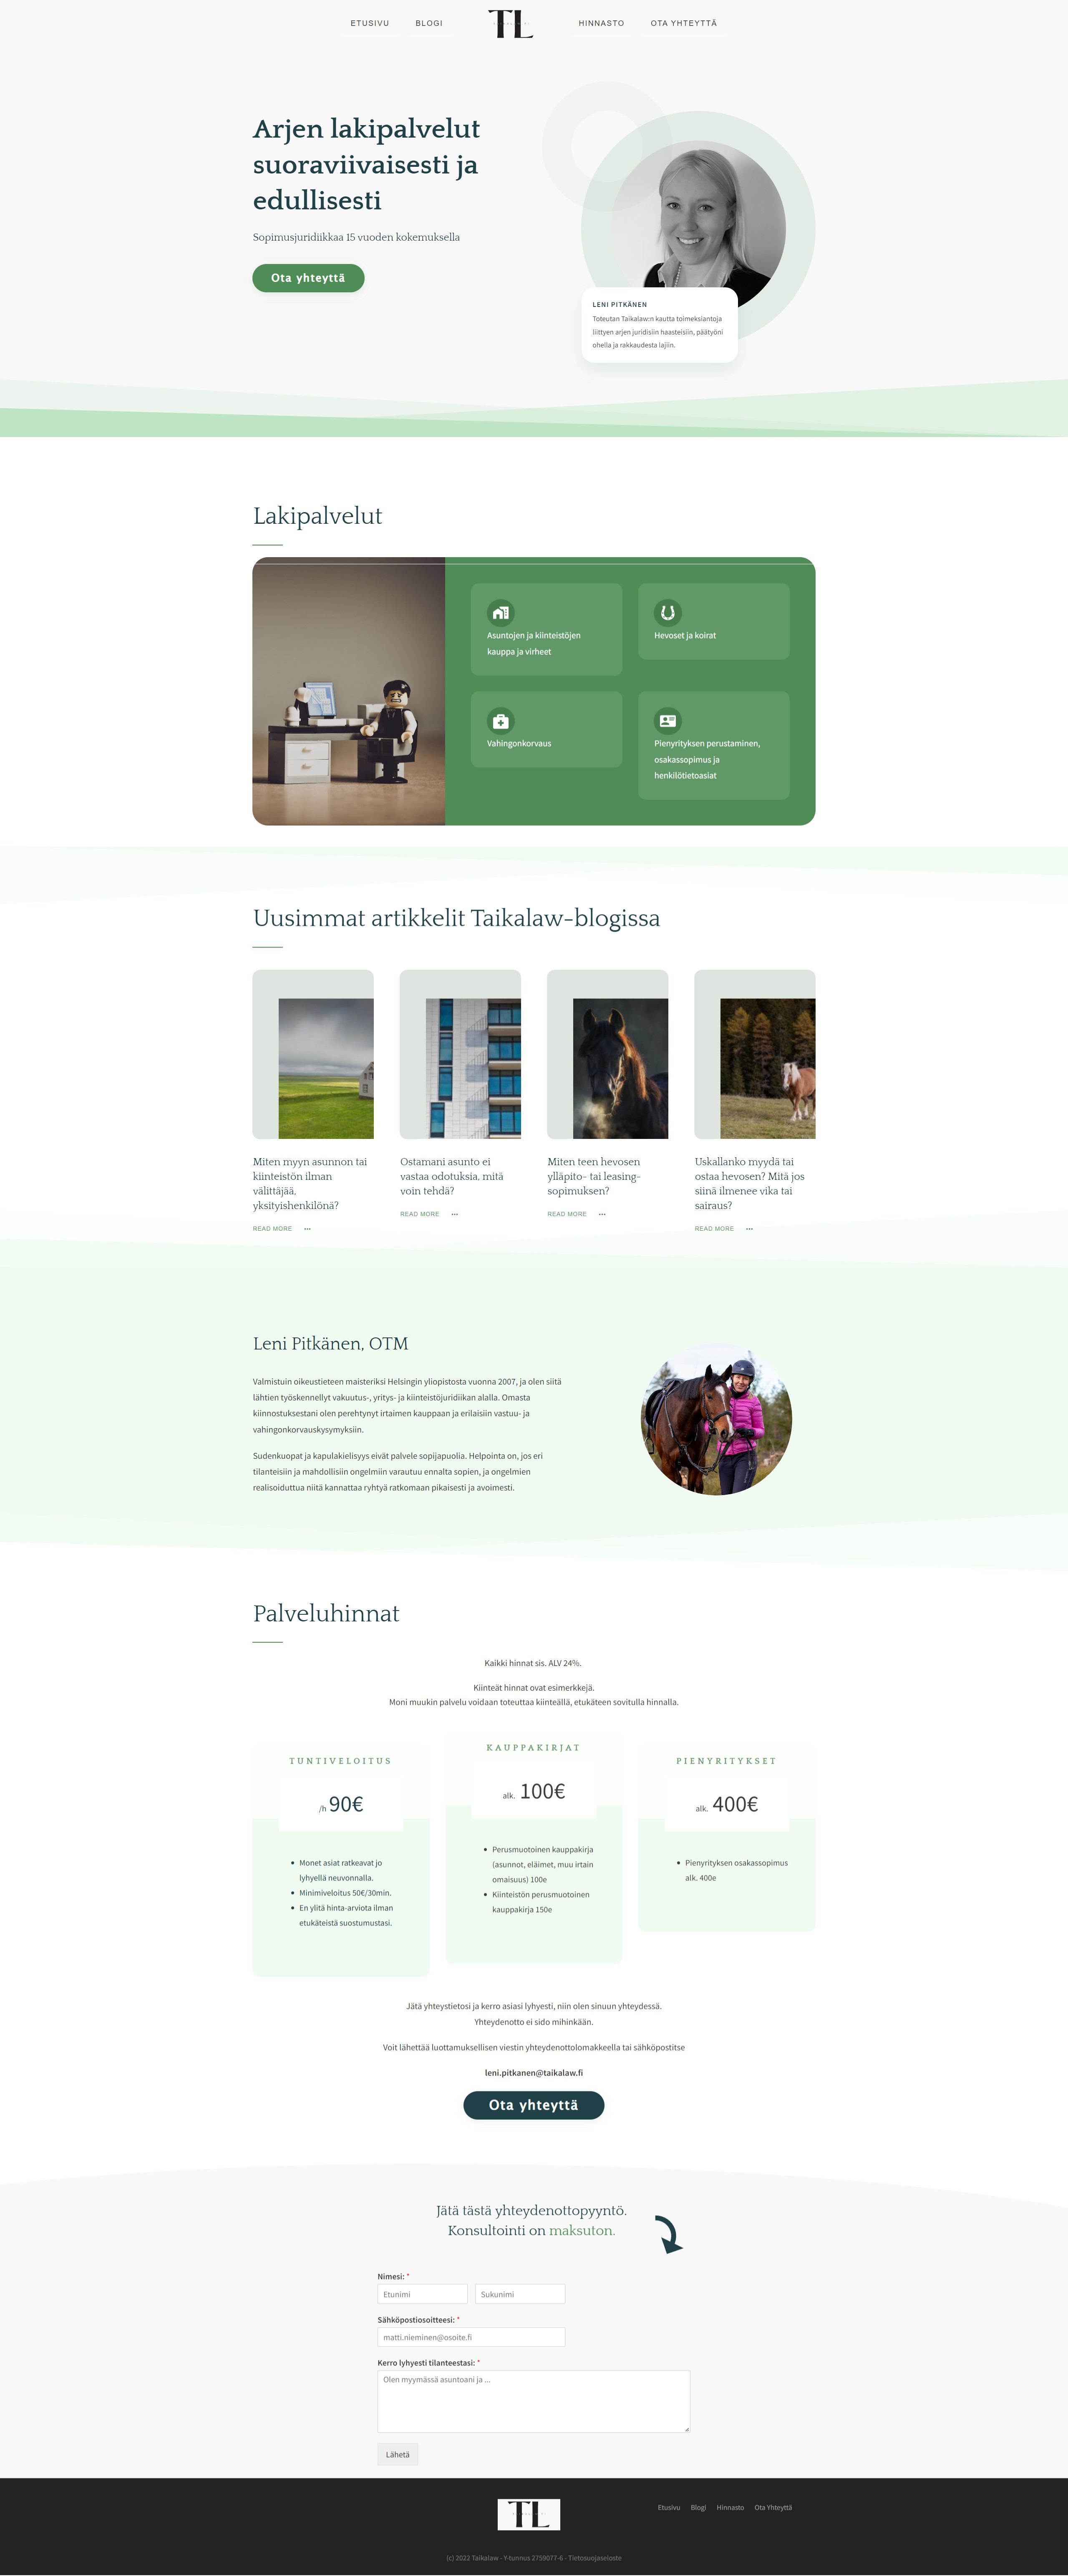 ETUSIVU
BLOGI
TL
HINNASTO
OTA YHTEYTTÄ
Arjen lakipalvelut
suoraviivaisesti ja
edullisesti
Sopimusjuridiikkaa 15 vuoden kokemuksella
Ota yhteyttä
LENI PITKÄNEN
Toteutan Taikalaw:n kautta toimeksiantoja
liittyen arjen juridisiin haasteisiin, päätyöni
ohella ja rakkaudesta lajiin.
Lakipalvelut
Asuntojen ja kiinteistöjen
kauppa ja virheet
Hevoset ja koirat
Vahingonkorvaus
Pienyrityksen perustaminen,
osakassopimus ja
henkilötietoasiat
Uusimmat artikkelit Taikalaw-blogissa
Miten myyn asunnon tai
kiinteistön ilman
välittäjää,
yksityishenkilönä?
READ MORE
Ostamani asunto ei
vastaa odotuksia, mitä
voin tehdä?
READ MORE
Miten teen hevosen
ylläpito- tai leasing-
sopimuksen?
READ MORE
Uskallanko myydä tai
ostaa hevosen? Mitä jos
siinä ilmenee vika tai
sairaus?
READ MORE
Leni Pitkänen, OTM
Valmistuin oikeustieteen maisteriksi Helsingin yliopistosta vuonna 2007, ja olen siitä
lähtien työskennellyt vakuutus-, yritys- ja kiinteistöjuridiikan alalla. Omasta
kiinnostuksestani olen perehtynyt irtaimen kauppaan ja erilaisiin vastuu- ja
vahingonkorvauskysymyksiin.
Sudenkuopat ja kapulakielisyys eivät palvele sopijapuolia. Helpointa on, jos eri
tilanteisiin ja mahdollisiin ongelmiin varautuu ennalta sopien, ja ongelmien
realisoiduttua niitä kannattaa ryhtyä ratkomaan pikaisesti ja avoimesti.
Palveluhinnat
Kaikki hinnat sis. ALV 24%.
Kiinteät hinnat ovat esimerkkejä.
Moni muukin palvelu voidaan toteuttaa kiinteällä, etukäteen sovitulla hinnalla.
TUNTIVELOITUS
/h 90€
Monet asiat ratkeavat jo
lyhyellä neuvonnalla.
Minimiveloitus 50€/30min.
En ylitä hinta-arviota ilman
etukäteistä suostumustasi.
KAUPPAKIRJAT
alk. 100€
Perusmuotoinen kauppakirja
(asunnot, eläimet, muu irtain
omaisuus) 100e
Kiinteistön perusmuotoinen
kauppakirja 150e
PIENYRITYKSET
alk. 400€
Pienyrityksen osakassopimus
alk. 400e
Jätä yhteystietosi ja kerro asiasi lyhyesti, niin olen sinuun yhteydessä.
Yhteydenotto ei sido mihinkään.
Voit lähettää luottamuksellisen viestin yhteydenottolomakkeella tai sähköpostitse
leni.pitkanen@taikalaw.fi
Ota yhteyttä
Jätä tästä yhteydenottopyyntö.
Konsultointi on maksuton.
Nimesi: *
Etunimi
Sukunimi
Sähköpostiosoitteesi: *
matti.nieminen@osoite.fi
Kerro lyhyesti tilanteestasi: *
Olen myymässä asuntoani ja ...
Lähetä
TL
Etusivu
Blogi
Hinnasto
Ota Yhteyttä
(c) 2022 Taikalaw - Y-tunnus 2759077-6 - Tietosuojaseloste